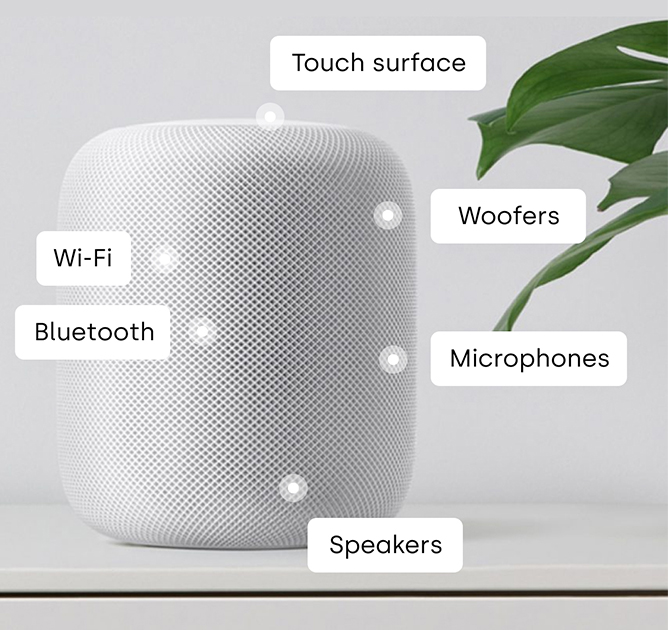 Touch surface
Woofers
Wi-Fi
Bluetooth
Microphones
Speakers